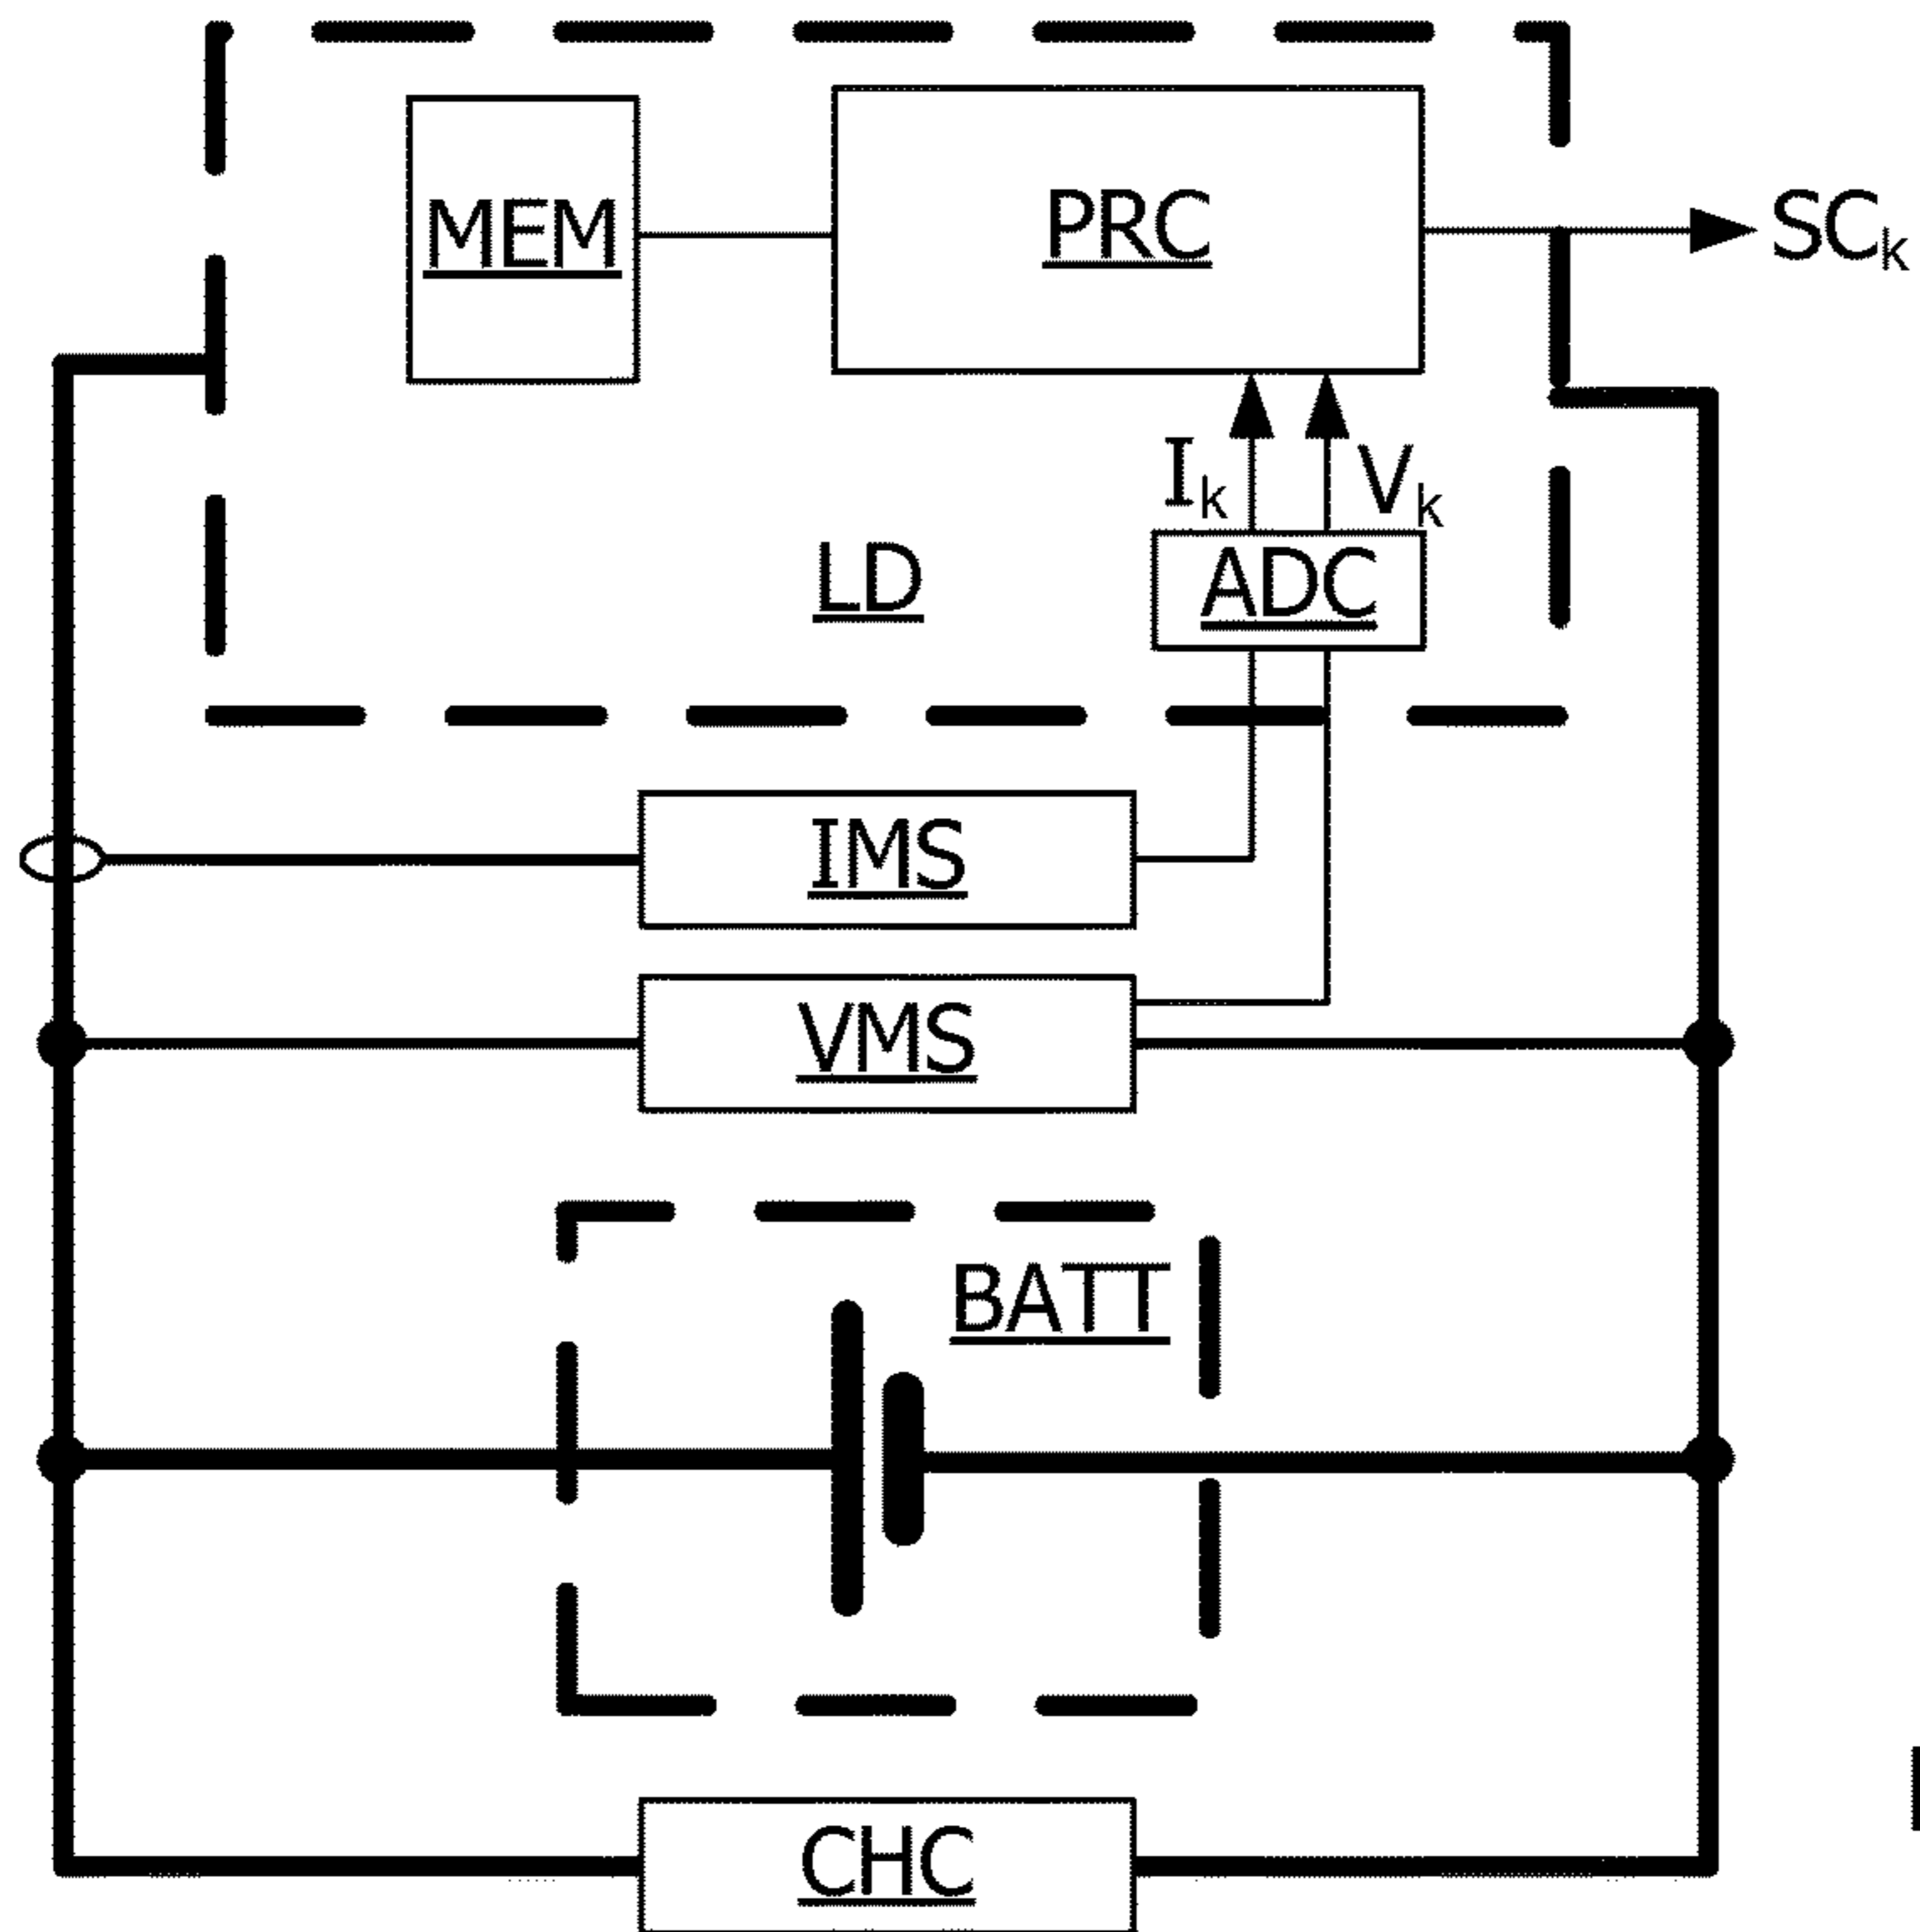 MEM
PRC
SCk
Ik
Vk
LD
ADC
IMS
VMS
BATT
CHC